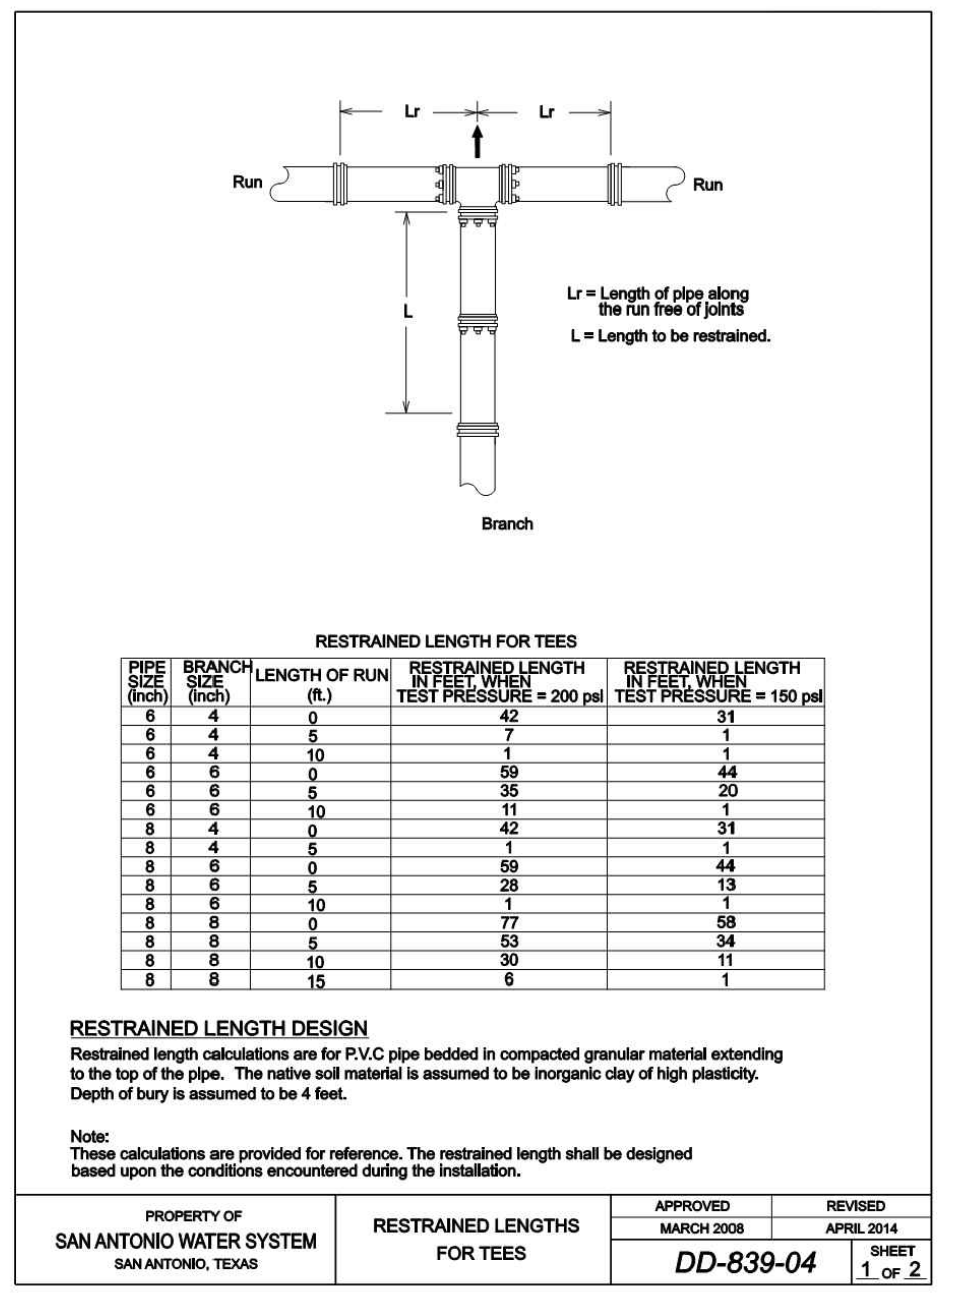 Lr Lr
Run Run
L
Lr = Length of pipe along
the run free of joints
L = Length to be restrained.
Branch
RESTRAINED LENGTH FOR TEES
PIPE SIZE (inch) BRANCH SIZE (inch) LENGTH OF RUN (ft.) RESTRAINED LENGTH IN FEET, WHEN TEST PRESSURE = 200 psi RESTRAINED LENGTH IN FEET, WHEN TEST PRESSURE = 150 psi
6 4 0 42 31
6 4 5 7 1
6 4 10 1 1
6 6 0 59 44
6 6 5 35 20
6 6 10 11 1
8 4 0 42 31
8 4 5 1 1
8 6 0 59 44
8 6 5 28 13
8 6 10 1 1
8 8 0 77 58
8 8 5 53 34
8 8 10 30 11
8 8 15 6 1
RESTRAINED LENGTH DESIGN
Restrained length calculations are for P.V.C pipe bedded in compacted granular material extending
to the top of the pipe. The native soil material is assumed to be inorganic clay of high plasticity.
Depth of bury is assumed to be 4 feet.
Note:
These calculations are provided for reference. The restrained length shall be designed
based upon the conditions encountered during the installation.
PROPERTY OF
SAN ANTONIO WATER SYSTEM
SAN ANTONIO, TEXAS
RESTRAINED LENGTHS
FOR TEES
APPROVED REVISED
MARCH 2008 APRIL 2014
DD-839-04
SHEET
1 OF 2